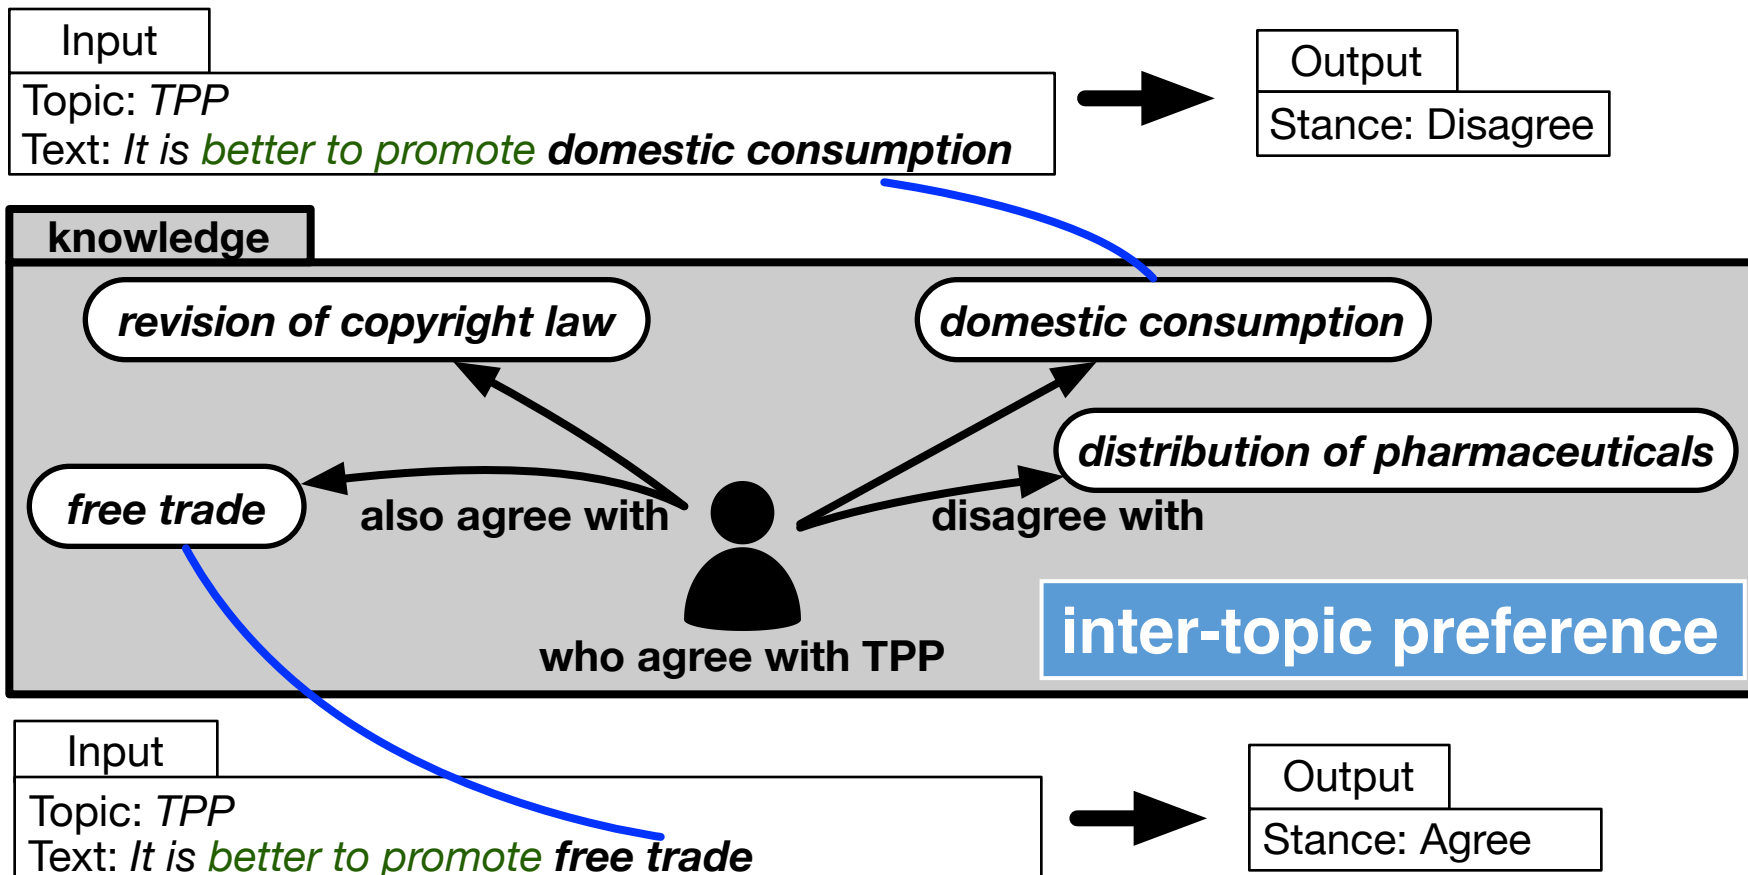 Input
Topic: TPP
Text: It is better to promote domestic consumption
Output
Stance: Disagree
knowledge
revision of copyright law
domestic consumption
distribution of pharmaceuticals
free trade
also agree with
disagree with
who agree with TPP
inter-topic preference
Input
Topic: TPP
Text: It is better to promote free trade
Output
Stance: Agree